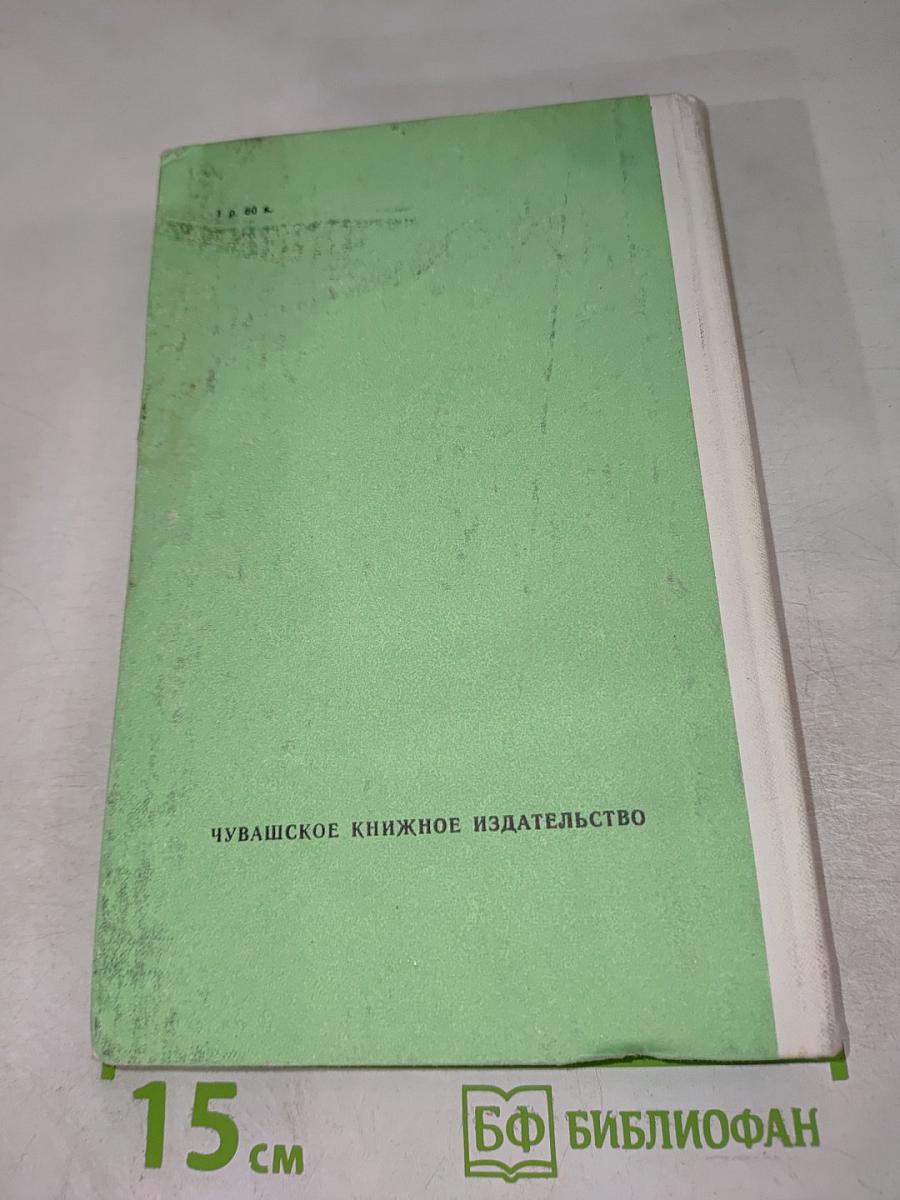 1 р. 80 к.
ЧУВАШСКОЕ КНИЖНОЕ ИЗДАТЕЛЬСТВО
15 см
БФ БИБЛИОФАН